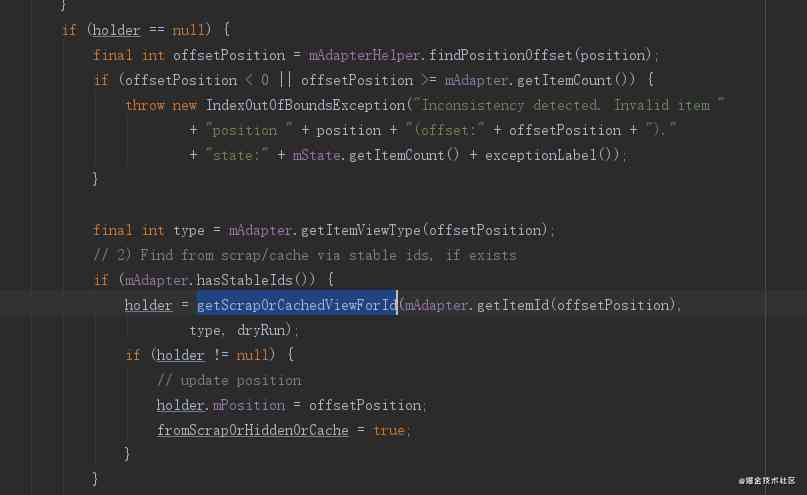 }
if (holder == null) {
final int offsetPosition = mAdapterHelper.findPositionOffset(position);
if (offsetPosition < 0 || offsetPosition >= mAdapter.getItemCount()) {
throw new IndexOutOfBoundsException("Inconsistency detected. Invalid item "
+ "position " + position + "(offset:" + offsetPosition + ")."
+ "state:" + mState.getItemCount() + exceptionLabel());
}
final int type = mAdapter.getItemViewType(offsetPosition);
// 2) Find from scrap/cache via stable ids, if exists
if (mAdapter.hasStableIds()) {
holder = getScrapOrCachedViewForId(mAdapter.getItemId(offsetPosition),
type, dryRun);
if (holder != null) {
// update position
holder.mPosition = offsetPosition;
fromScrapOrHiddenOrCache = true;
}
}
@掘金技术社区